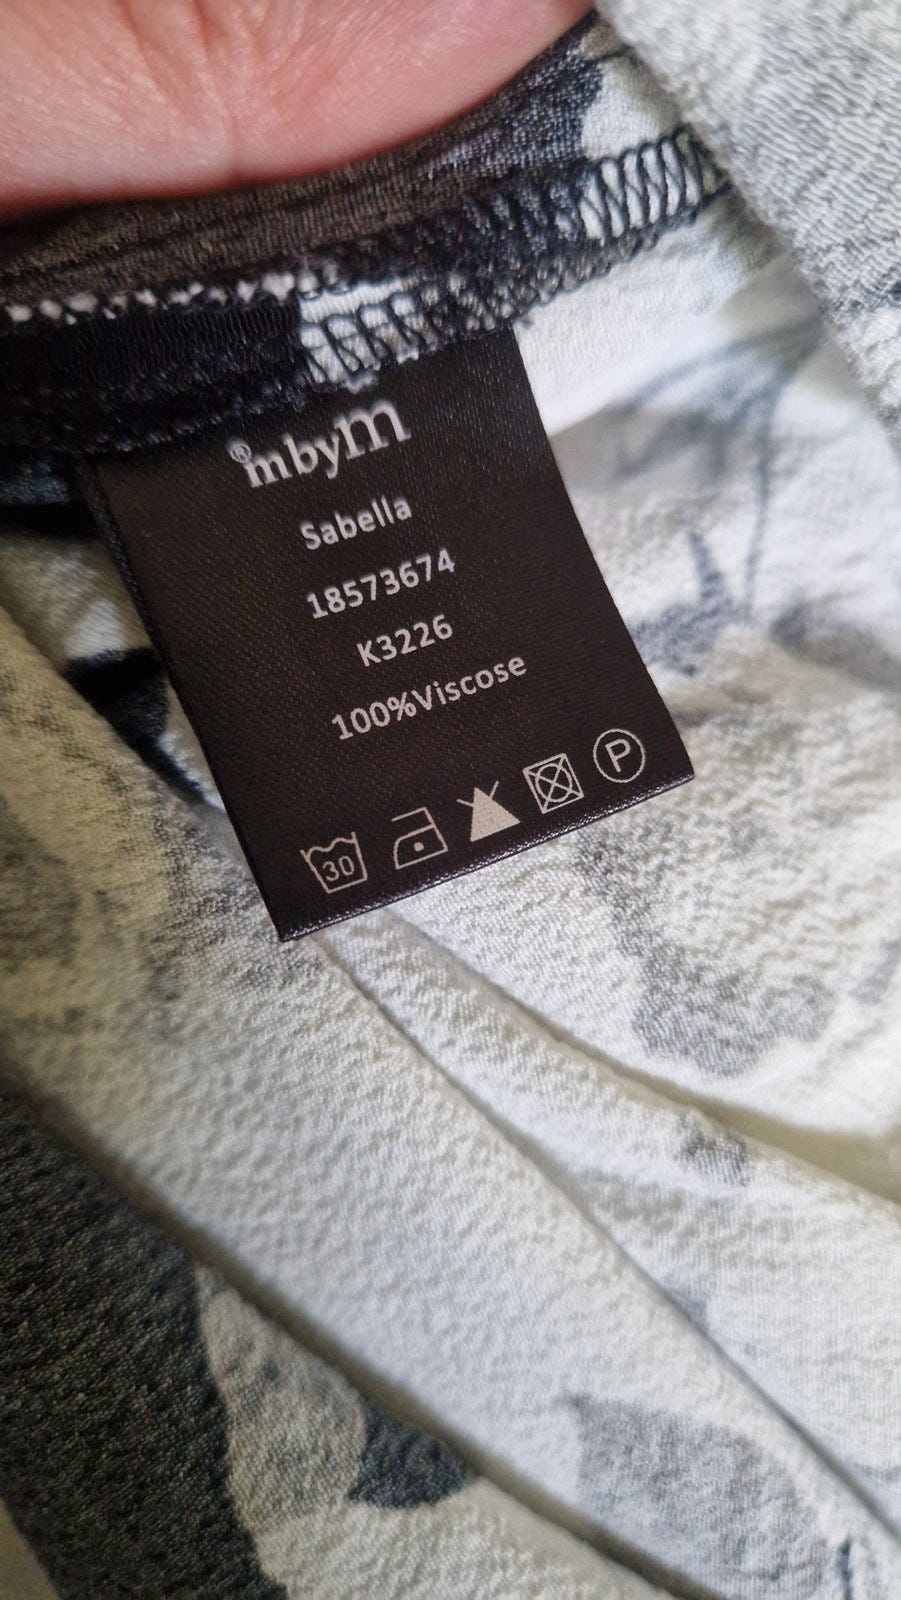 ®mbyM
Sabella
18573674
K3226
100%Viscose
30
P